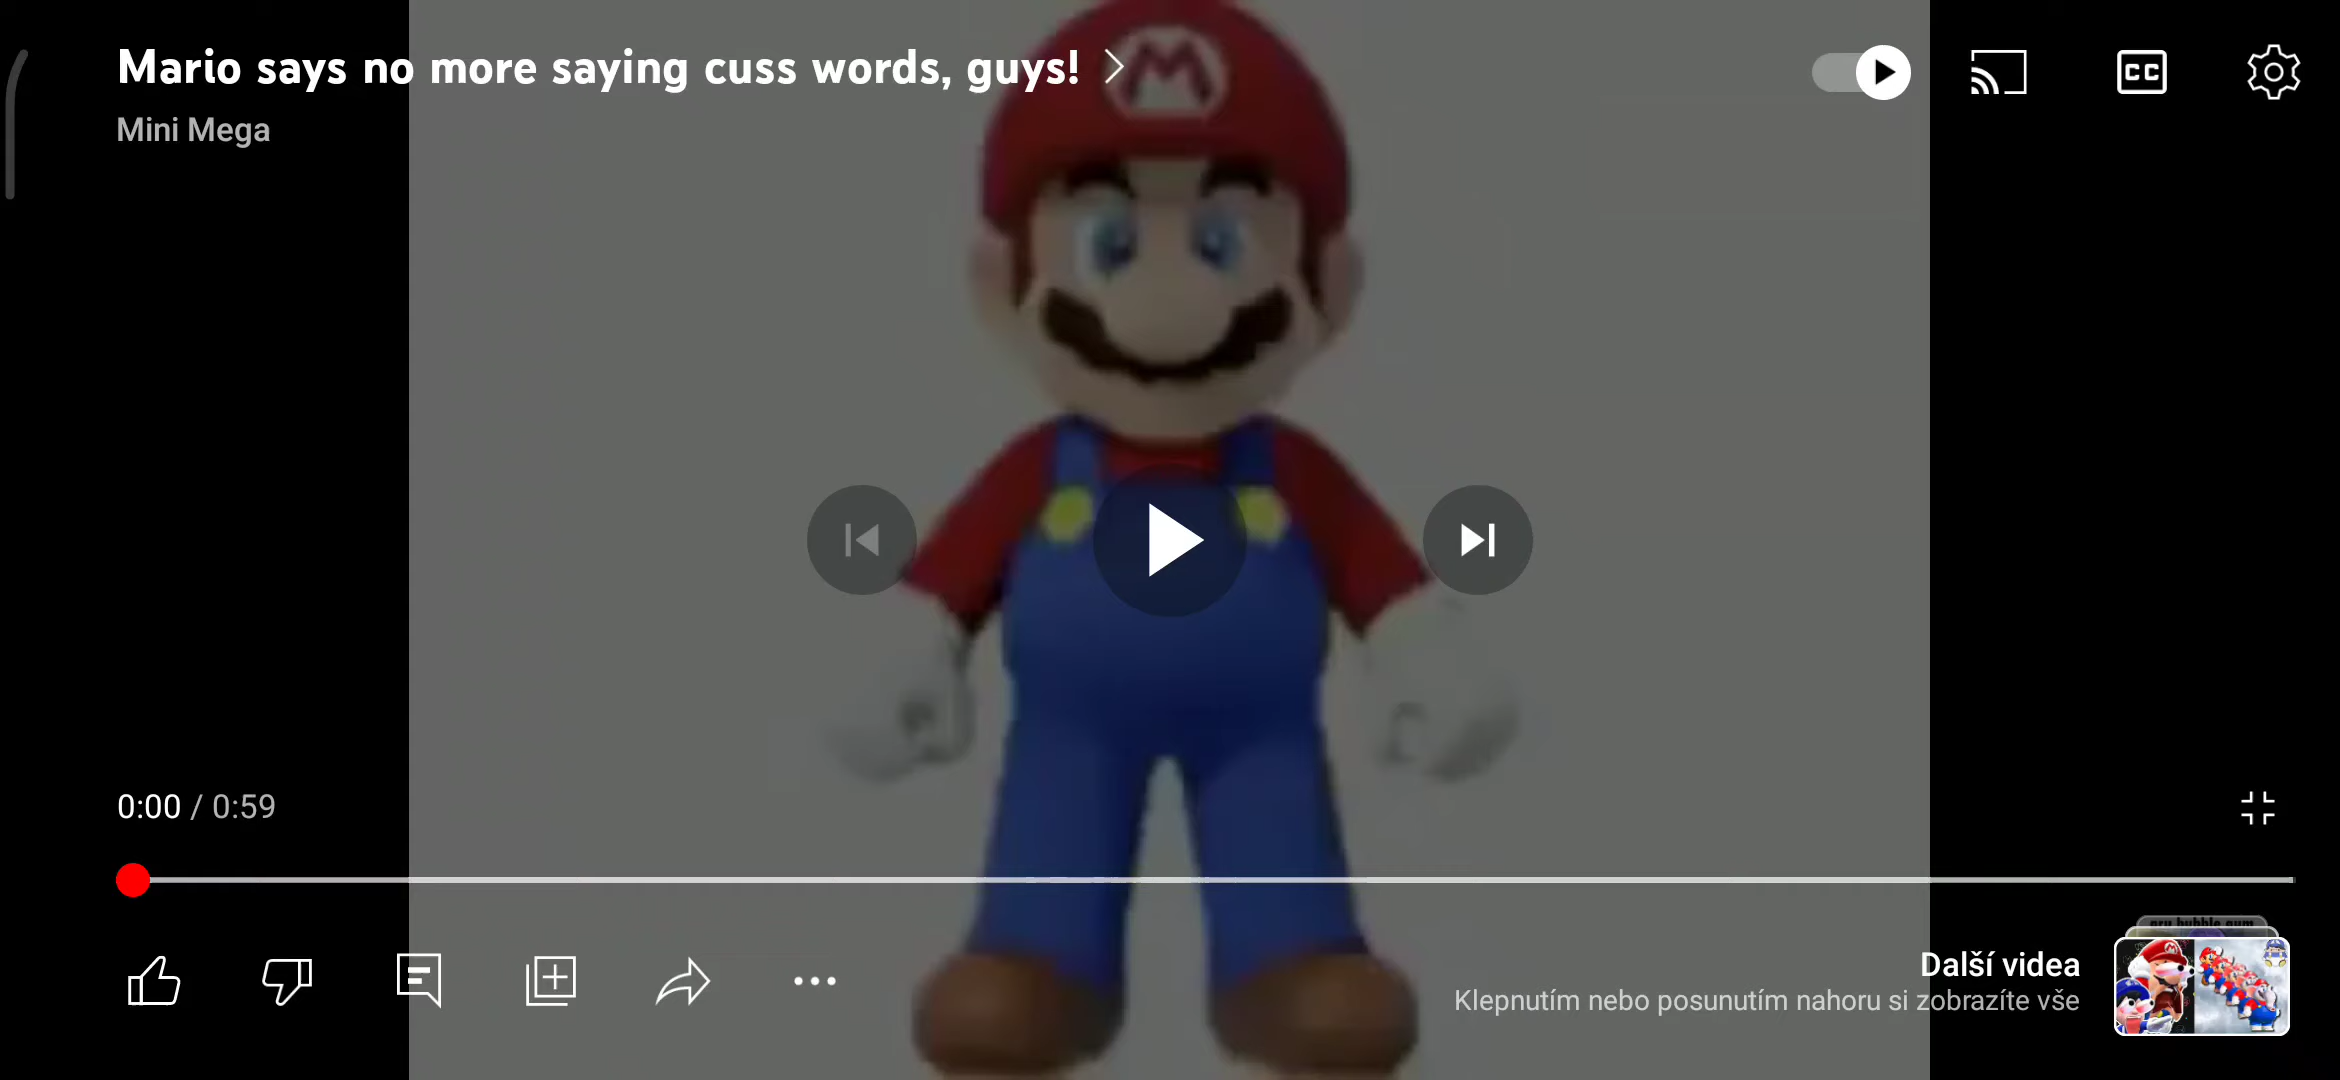 Mario says no more saying cuss words, guys!
Mini Mega
M
CC
0:00 / 0:59
Další videa
Klepnutím nebo posunutím nahoru si zobrazíte vše